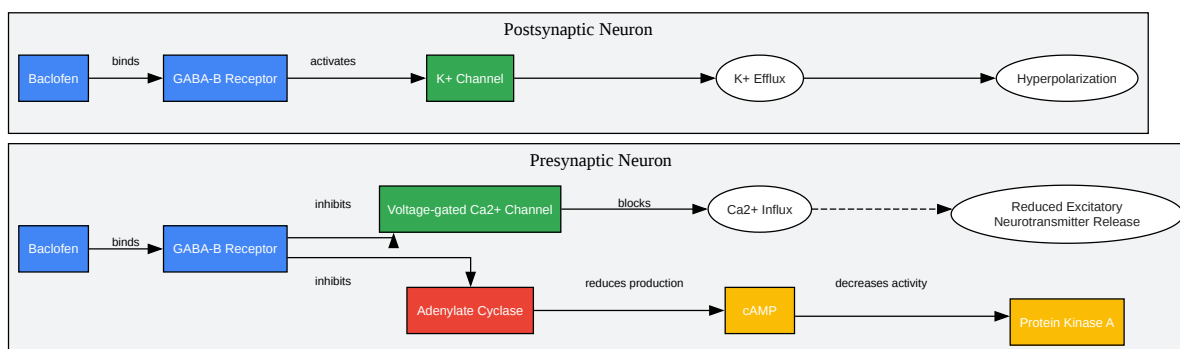 Postsynaptic Neuron
Baclofen
binds
GABA-B Receptor
activates
K+ Channel
K+ Efflux
Hyperpolarization
Presynaptic Neuron
Baclofen
binds
GABA-B Receptor
inhibits
Voltage-gated Ca2+ Channel
blocks
Ca2+ Influx
Reduced Excitatory
Neurotransmitter Release
inhibits
Adenylate Cyclase
reduces production
cAMP
decreases activity
Protein Kinase A